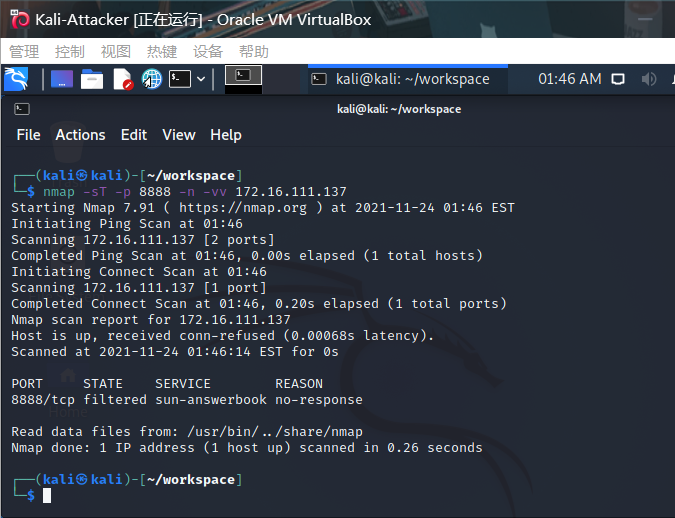 Kali-Attacker [正在运行] - Oracle VM VirtualBox
管理 控制 视图 热键 设备 帮助
kali@kali: ~/workspace 01:46 AM
kali@kali: ~/workspace
File Actions Edit View Help
┌──(kali㉿kali)-[~/workspace]
└─$ nmap -sT -p 8888 -n -vv 172.16.111.137
Starting Nmap 7.91 ( https://nmap.org ) at 2021-11-24 01:46 EST
Initiating Ping Scan at 01:46
Scanning 172.16.111.137 [2 ports]
Completed Ping Scan at 01:46, 0.00s elapsed (1 total hosts)
Initiating Connect Scan at 01:46
Scanning 172.16.111.137 [1 port]
Completed Connect Scan at 01:46, 0.20s elapsed (1 total ports)
Nmap scan report for 172.16.111.137
Host is up, received conn-refused (0.00068s latency).
Scanned at 2021-11-24 01:46:14 EST for 0s
PORT STATE SERVICE REASON
8888/tcp filtered sun-answerbook no-response
Home
Read data files from: /usr/bin/../share/nmap
Nmap done: 1 IP address (1 host up) scanned in 0.26 seconds
┌──(kali㉿kali)-[~/workspace]
└─$